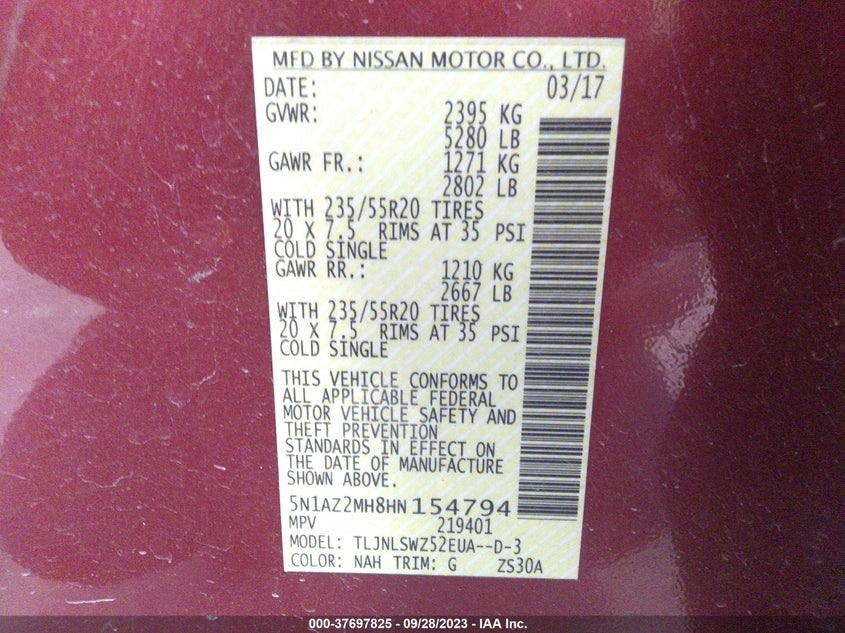 MFD BY NISSAN MOTOR CO., LTD.
DATE: 03/17
GVWR: 2395 KG
5280 LB
GAWR FR.: 1271 KG
2802 LB
WITH 235/55R20 TIRES
20 X 7.5 RIMS AT 35 PSI
COLD SINGLE
GAWR RR.: 1210 KG
2667 LB
WITH 235/55R20 TIRES
20 X 7.5 RIMS AT 35 PSI
COLD SINGLE
THIS VEHICLE CONFORMS TO
ALL APPLICABLE FEDERAL
MOTOR VEHICLE SAFETY AND
THEFT PREVENTION
STANDARDS IN EFFECT ON
THE DATE OF MANUFACTURE
SHOWN ABOVE.
5N1AZ2MH8HN154794
MPV 219401
MODEL: TLJNLSWZ52EUA--D-3
COLOR: NAH TRIM: G ZS30A
000-37697825 - 09/28/2023 - IAA Inc.